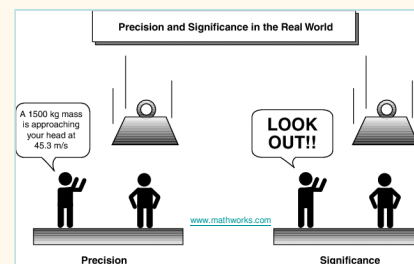 Precision and Significance in the Real World
A 1500 kg mass
is approaching
your head at
45.3 m/s
LOOK
OUT!!
www.mathworks.com
Precision
Significance